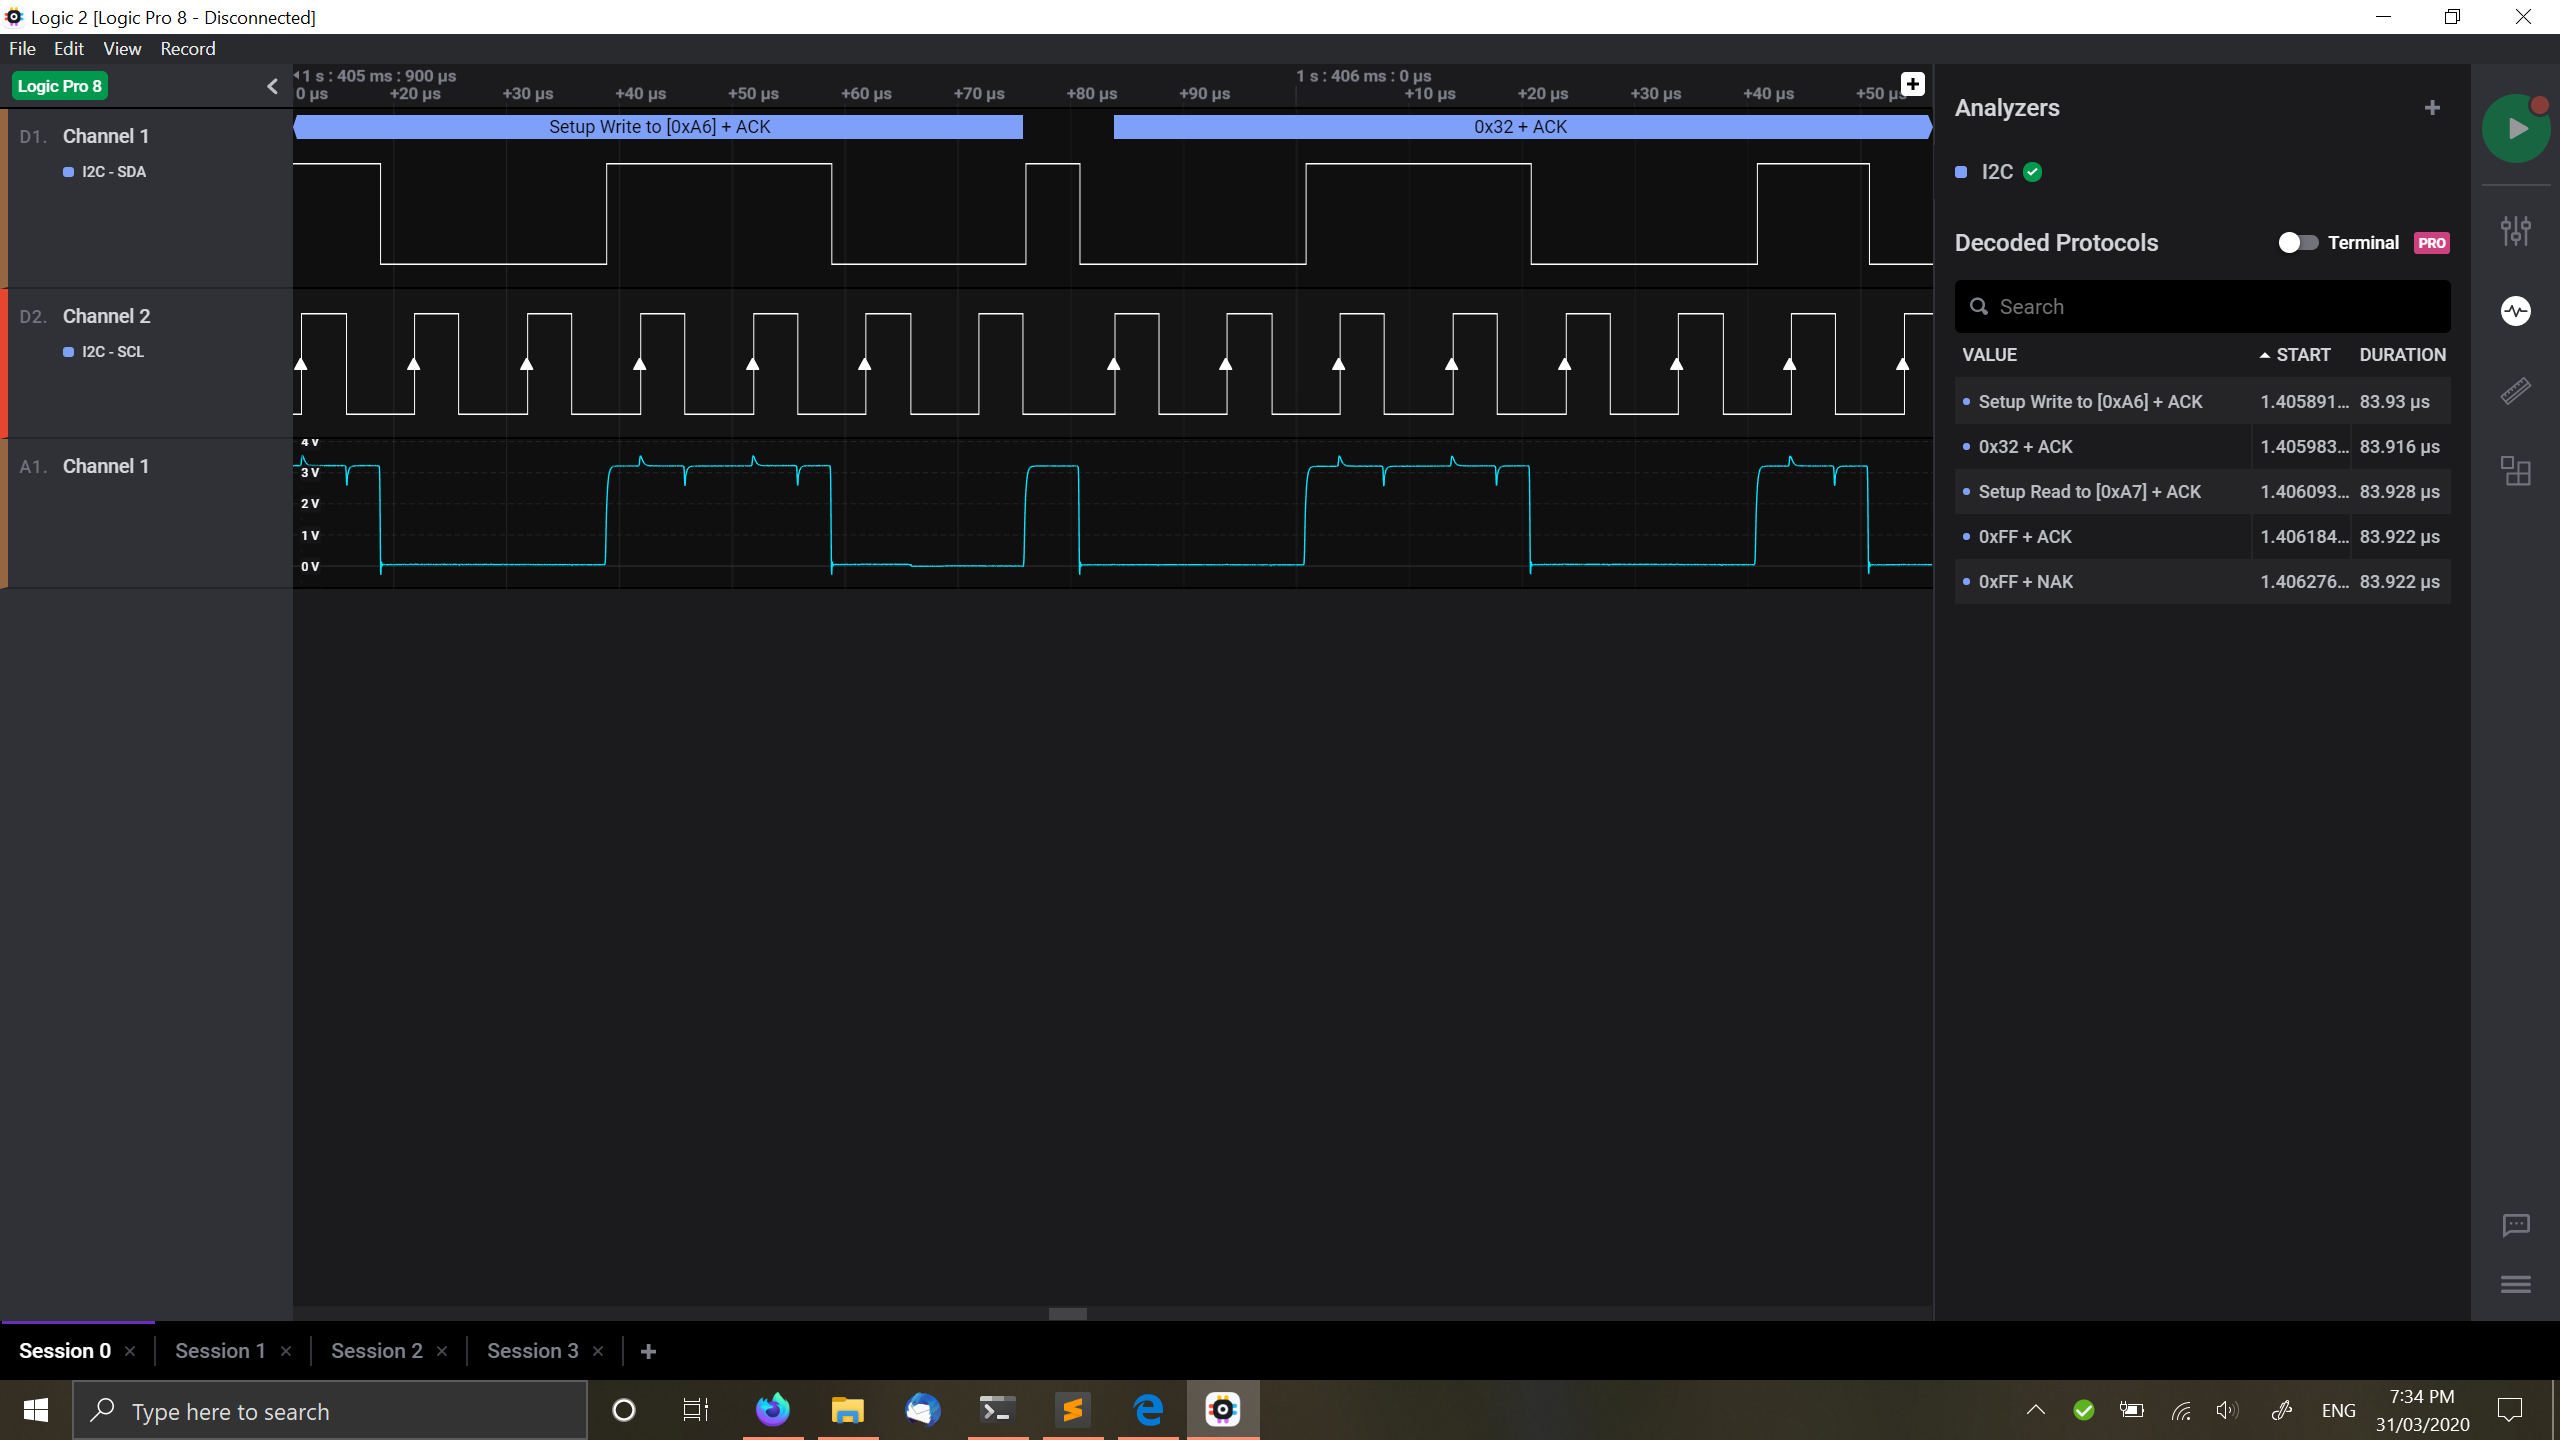 Logic 2 [Logic Pro 8 - Disconnected]
File Edit View Record
Logic Pro 8
1 s : 405 ms : 900 µs 1 s : 406 ms : 0 µs
0 µs +20 µs +30 µs +40 µs +50 µs +60 µs +70 µs +80 µs +90 µs +10 µs +20 µs +30 µs +40 µs +50 µs
D1. Channel 1
I2C - SDA
Setup Write to [0xA6] + ACK 0x32 + ACK
D2. Channel 2
I2C - SCL
A1. Channel 1
4 V
3 V
2 V
1 V
0 V
Analyzers
I2C
Decoded Protocols Terminal PRO
Search
VALUE START DURATION
Setup Write to [0xA6] + ACK 1.405891... 83.93 µs
0x32 + ACK 1.405983... 83.916 µs
Setup Read to [0xA7] + ACK 1.406093... 83.928 µs
0xFF + ACK 1.406184... 83.922 µs
0xFF + NAK 1.406276... 83.922 µs
Session 0 Session 1 Session 2 Session 3
Type here to search
ENG
7:34 PM
31/03/2020